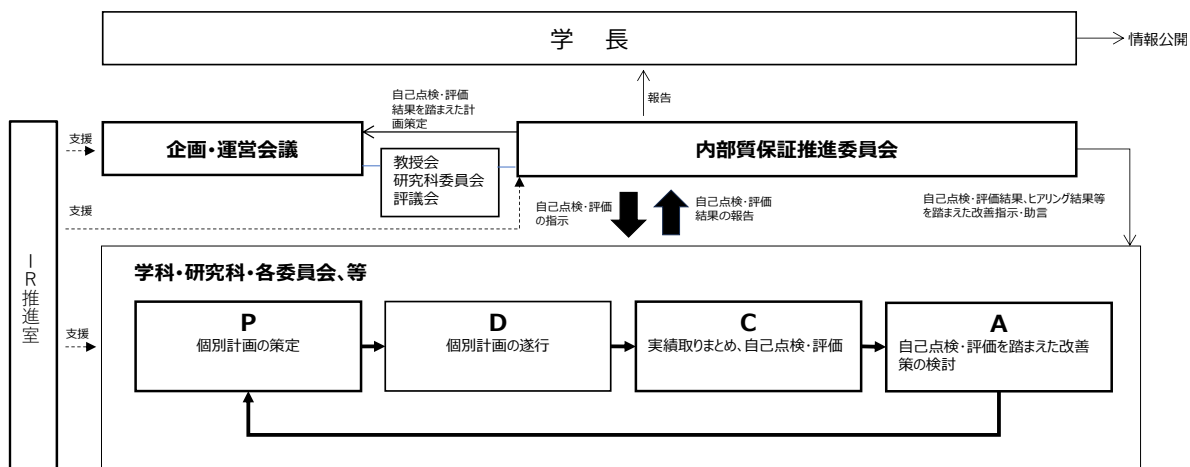 学　長
情報公開
報告
自己点検・評価
結果を踏まえた計
画策定
支援
企画・運営会議
内部質保証推進委員会
教授会
研究科委員会
評議会
支援
自己点検・評価
の指示
自己点検・評価
結果の報告
自己点検・評価結果、ヒアリング結果等
を踏まえた改善指示・助言
IR推進室
学科・研究科・各委員会、等
支援
P
個別計画の策定
D
個別計画の遂行
C
実績取りまとめ、自己点検・評価
A
自己点検・評価を踏まえた改善
策の検討